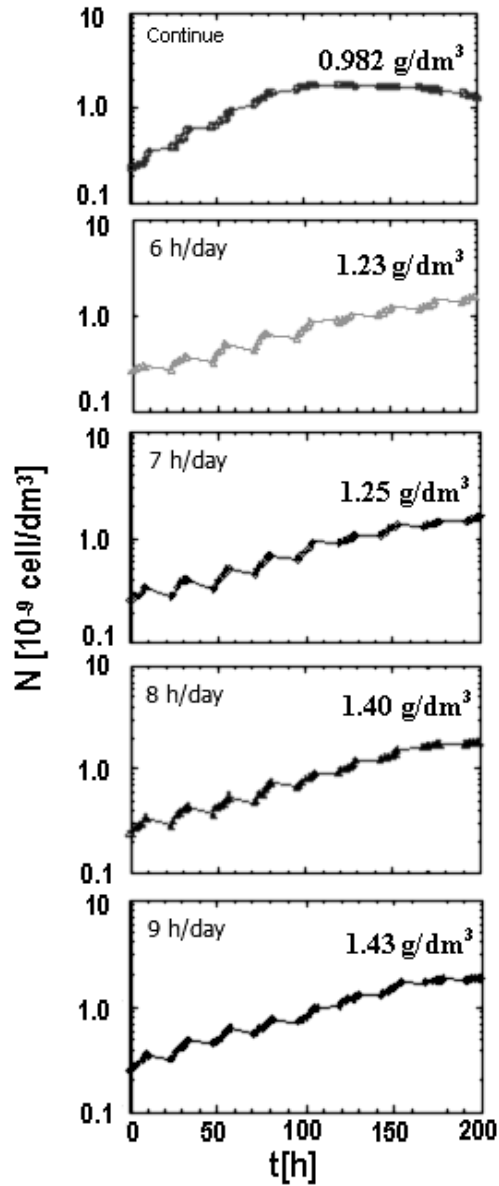 10
Continue
0.982 g/dm³
1.0
0.1
10
6 h/day
1.23 g/dm³
1.0
0.1
10
7 h/day
1.25 g/dm³
1.0
0.1
10
8 h/day
1.40 g/dm³
1.0
0.1
10
9 h/day
1.43 g/dm³
1.0
0.1
0 50 100 150 200
t[h]
N [10⁻⁹ cell/dm³]